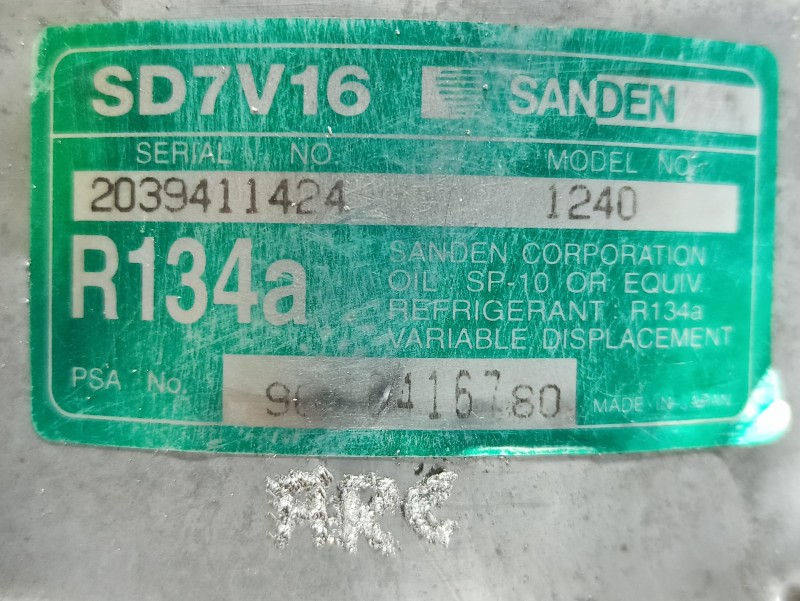 SD7V16 SANDEN
SERIAL NO. MODEL NO.
2039411424 1240
R134a
SANDEN CORPORATION
OIL SP-10 OR EQUIV.
REFRIGERANT R134a
VARIABLE DISPLACEMENT
PSA No. MADE IN JAPAN
ARC